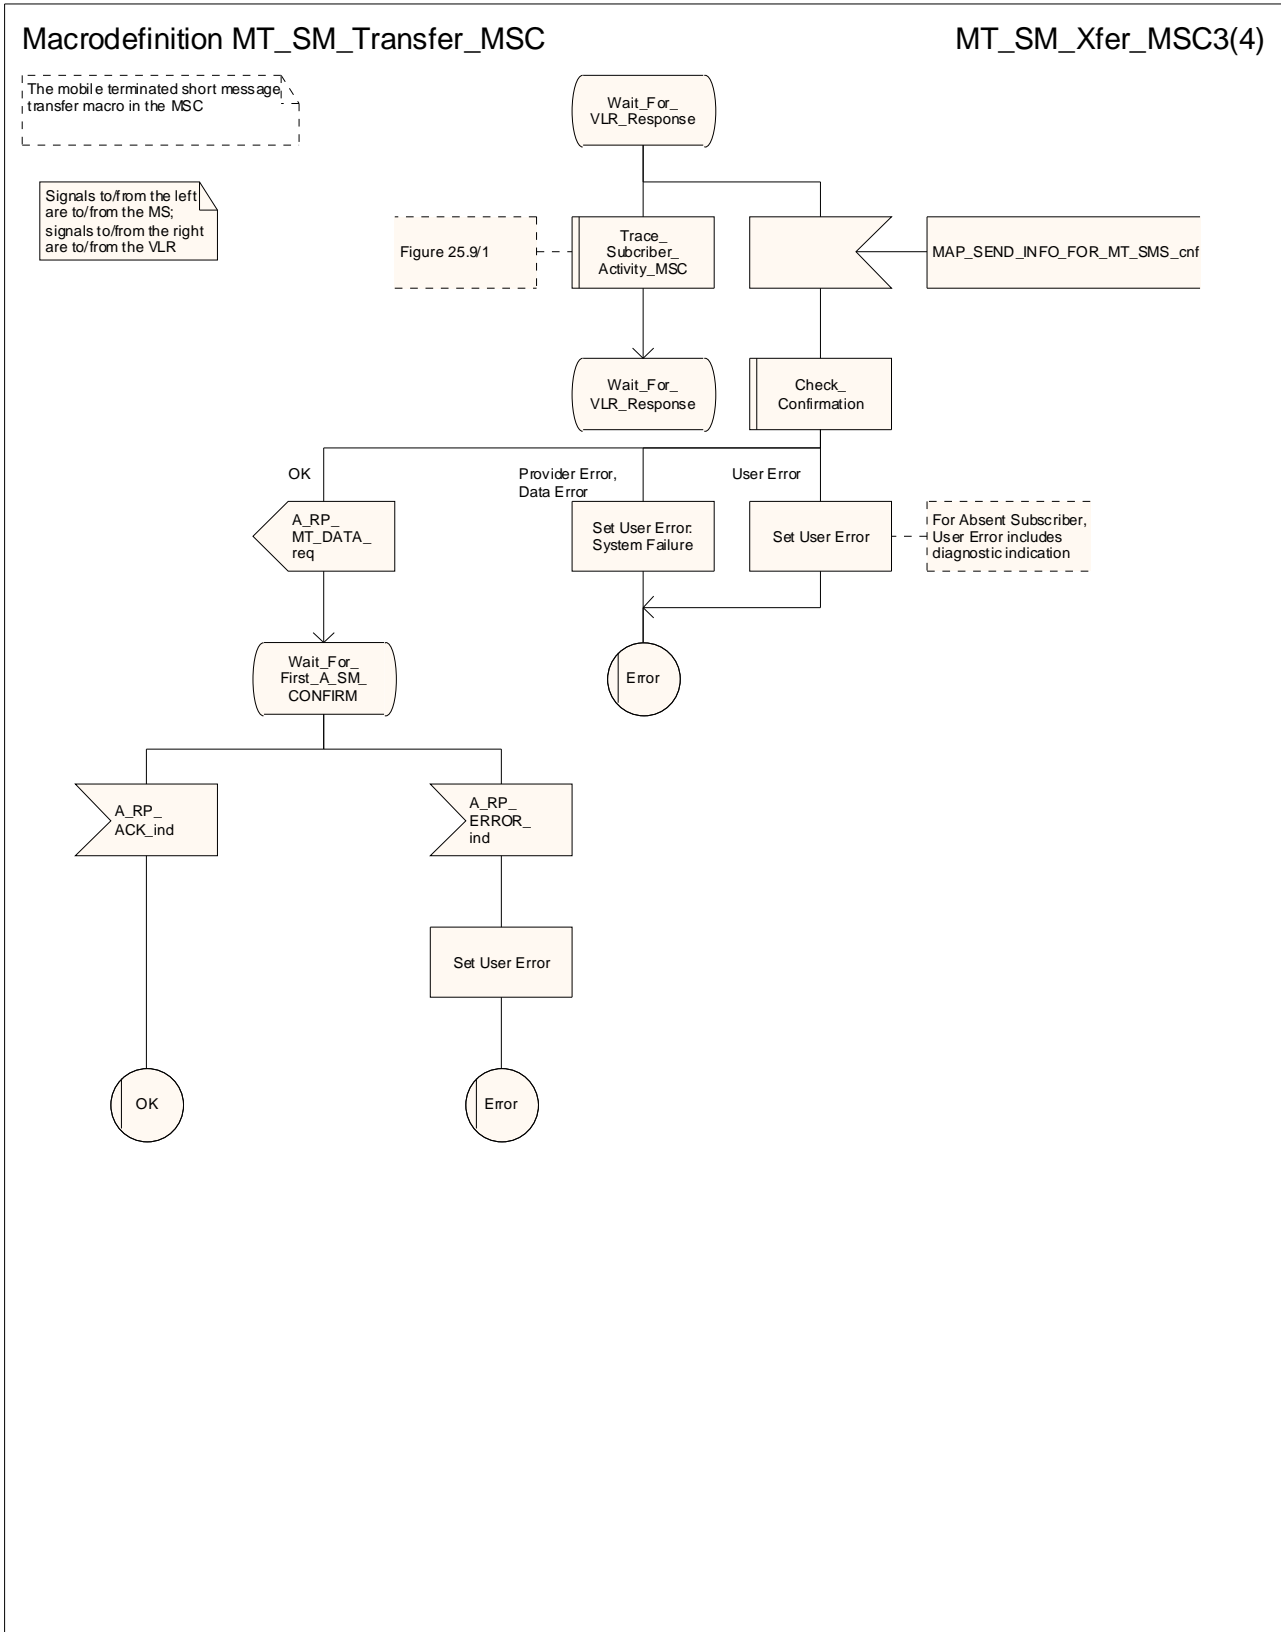 Macrodefinition MT_SM_Transfer_MSC
MT_SM_Xfer_MSC3(4)
The mobile terminated short message
transfer macro in the MSC
Wait_For_
VLR_Response
Signals to/from the left
are to/from the MS;
signals to/from the right
are to/from the VLR
Figure 25.9/1
Trace_
Subcriber_
Activity_MSC
MAP_SEND_INFO_FOR_MT_SMS_cnf
Wait_For_
VLR_Response
Check_
Confirmation
OK
Provider Error,
Data Error
User Error
A_RP_
MT_DATA_
req
Set User Error:
System Failure
Set User Error
For Absent Subscriber,
User Error includes
diagnostic indication
Wait_For_
First_A_SM_
CONFIRM
Error
A_RP_
ACK_ind
A_RP_
ERROR_
ind
Set User Error
OK
Error